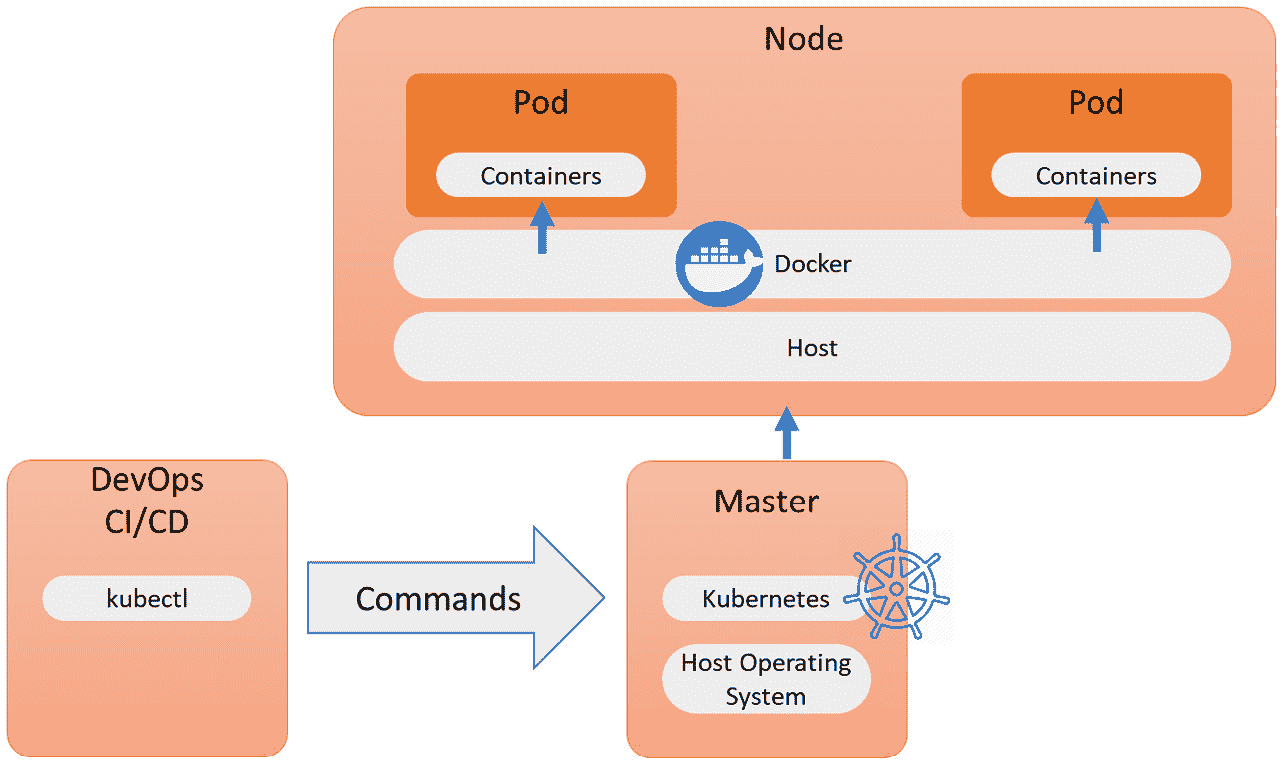 Node
Pod
Pod
Containers
Containers
Docker
Host
DevOps
CI/CD
kubectl
Commands
Master
Kubernetes
Host Operating
System